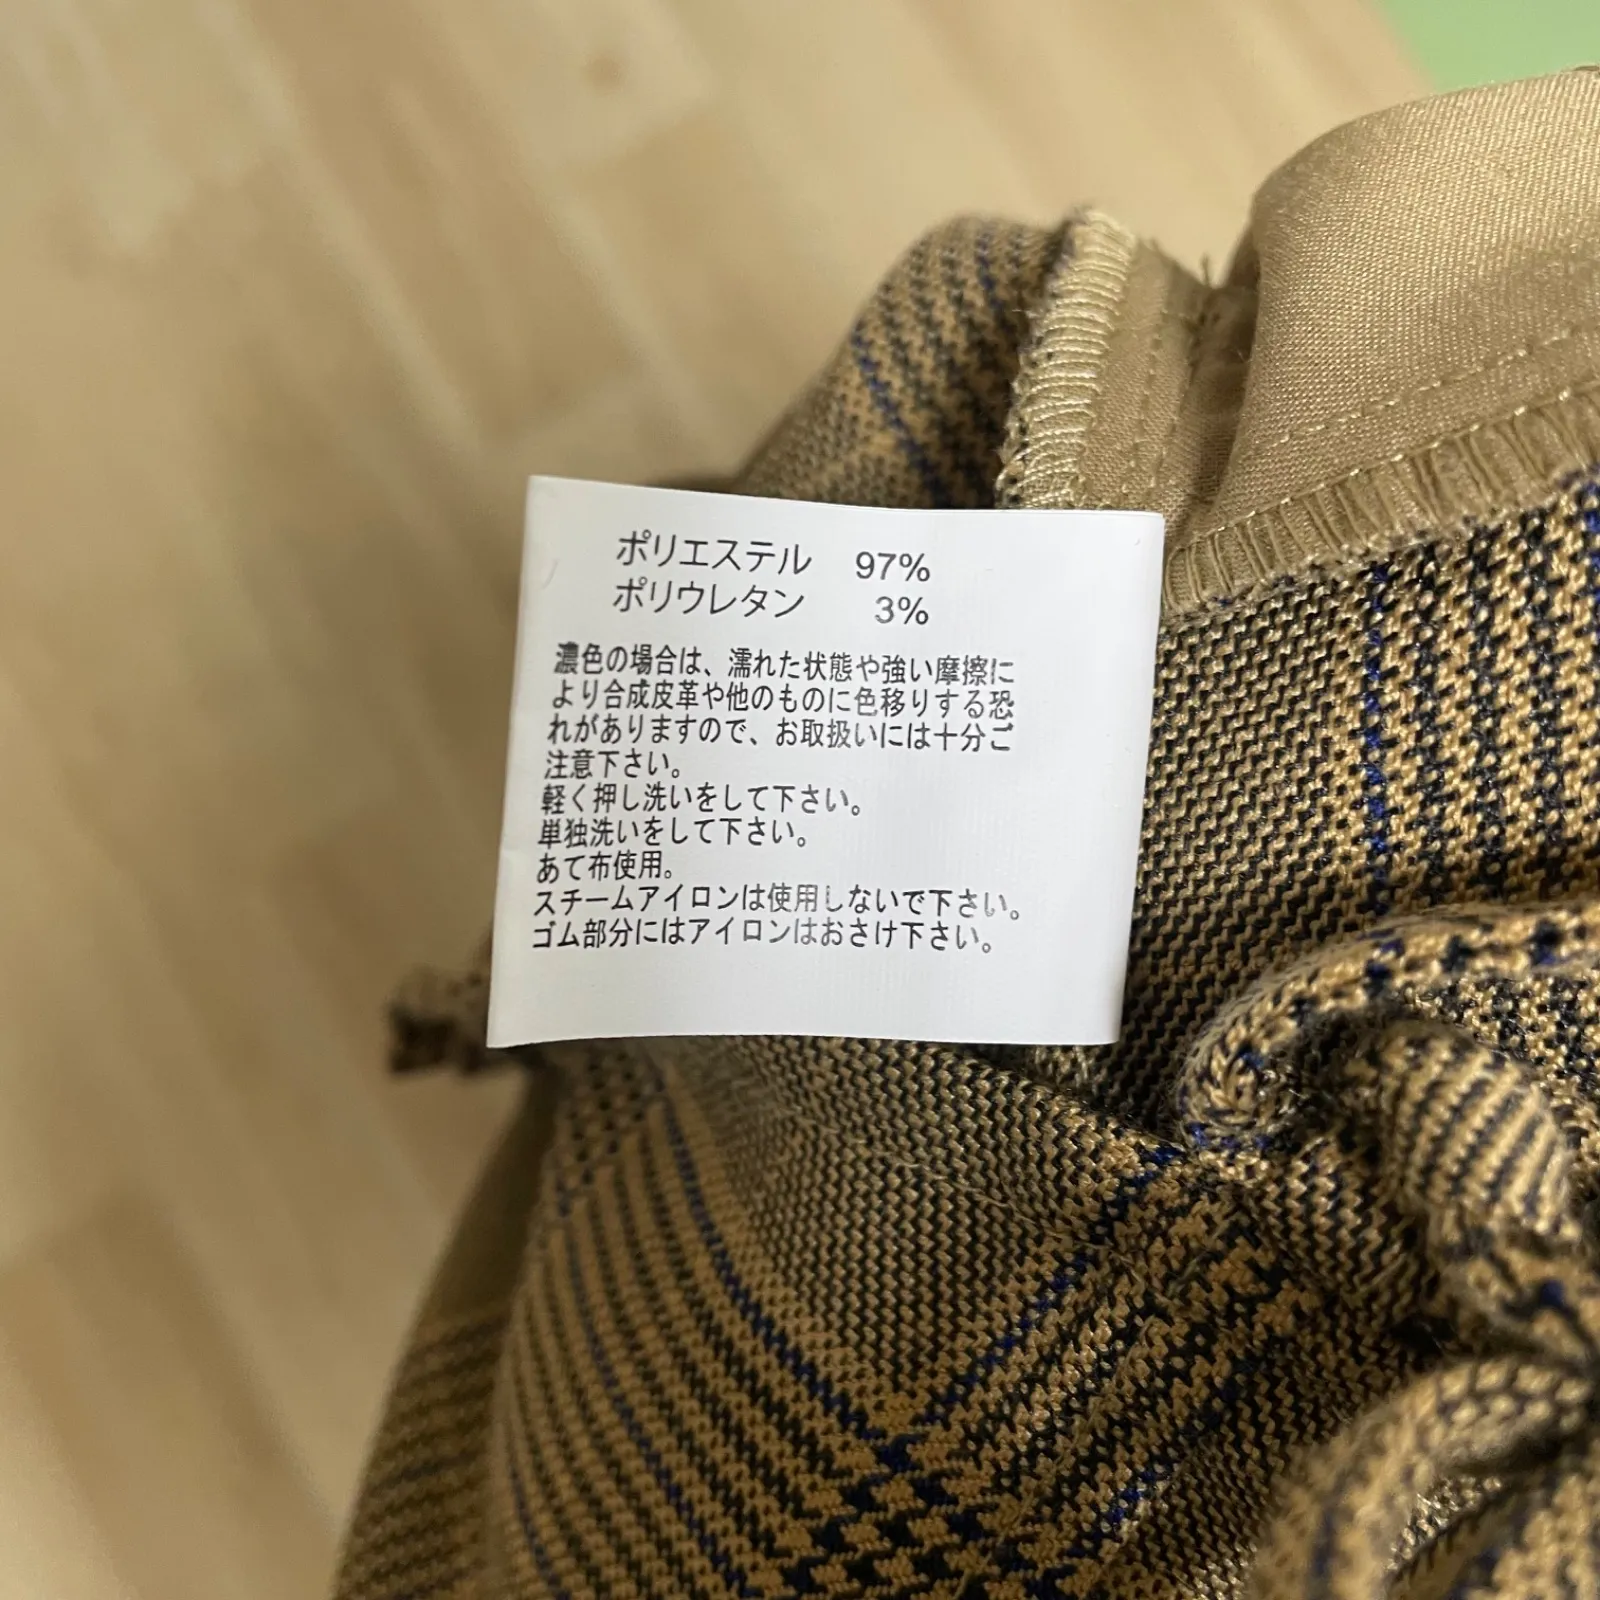 ポリエステル 97%
ポリウレタン 3%
濃色の場合は、濡れた状態や強い摩擦に
より合成皮革や他のものに色移りする恐
れがありますので、お取扱いには十分ご
注意下さい。
軽く押し洗いをして下さい。
単独洗いをして下さい。
あて布使用。
スチームアイロンは使用しないで下さい。
ゴム部分にはアイロンはおさけ下さい。